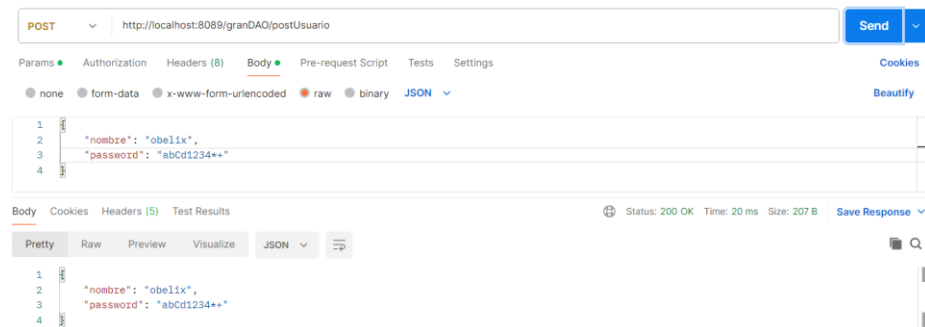 POST http://localhost:8089/granDAO/postUsuario Send
Params Authorization Headers (8) Body Pre-request Script Tests Settings Cookies
none form-data x-www-form-urlencoded raw binary JSON Beautify
1 {
2 "nombre": "obelix",
3 "password": "abCd1234*+"
4 }
Body Cookies Headers (5) Test Results Status: 200 OK Time: 20 ms Size: 207 B Save Response
Pretty Raw Preview Visualize JSON
1 {
2 "nombre": "obelix",
3 "password": "abCd1234*+"
4 }